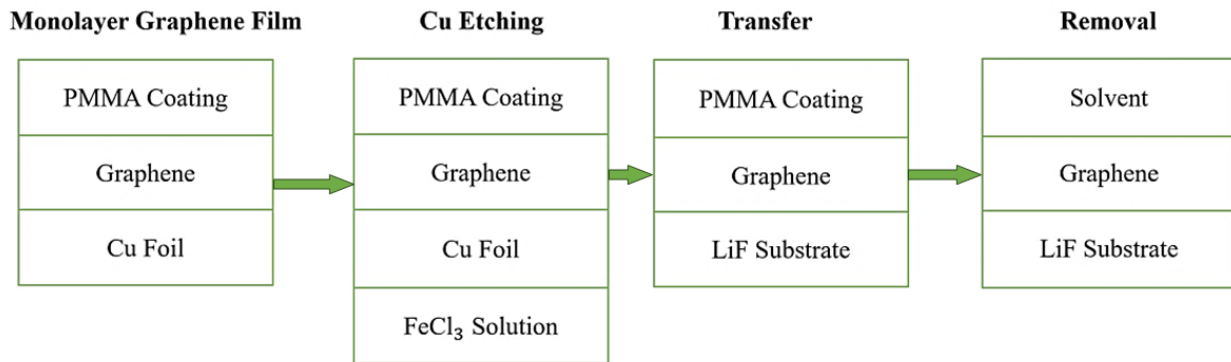 Monolayer Graphene Film
PMMA Coating
Graphene
Cu Foil
Cu Etching
PMMA Coating
Graphene
Cu Foil
FeCl₃ Solution
Transfer
PMMA Coating
Graphene
LiF Substrate
Removal
Solvent
Graphene
LiF Substrate